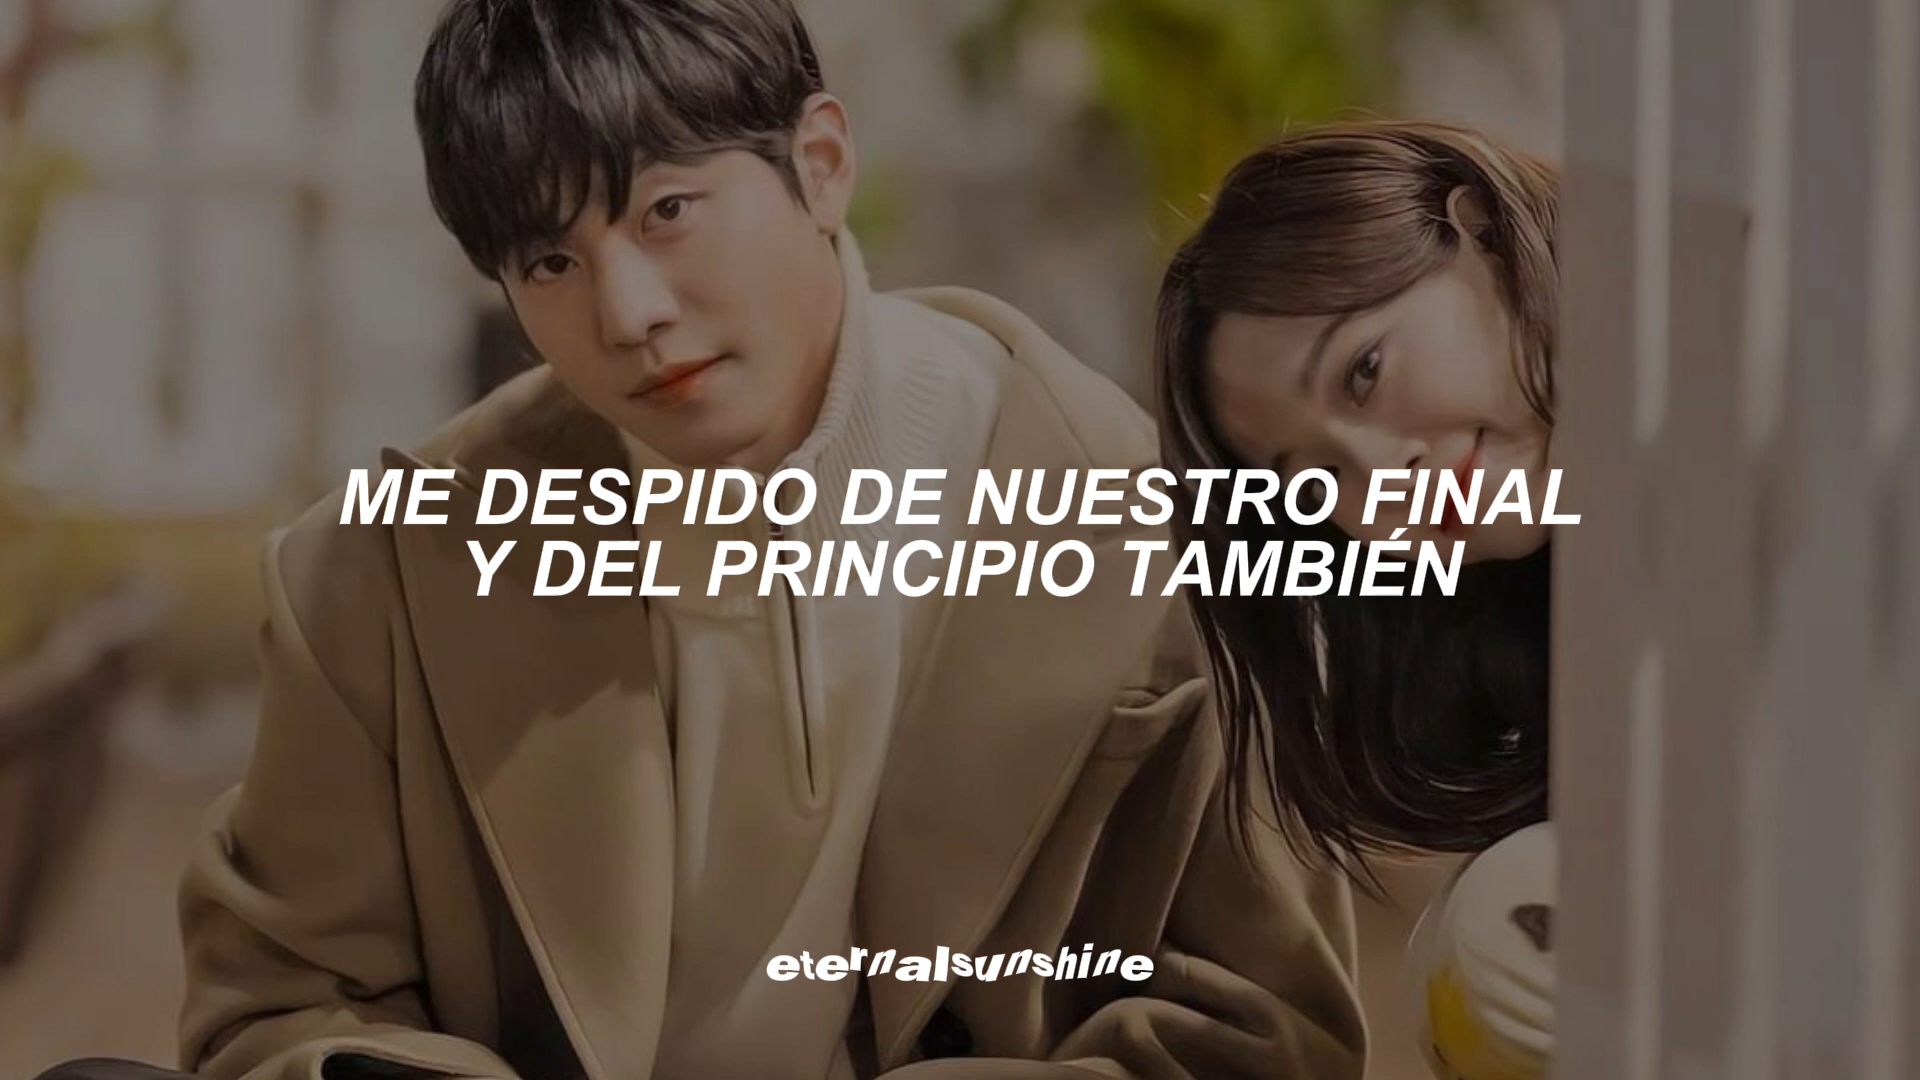 ME DESPIDO DE NUESTRO FINAL
Y DEL PRINCIPIO TAMBIÉN
eternalsunshine